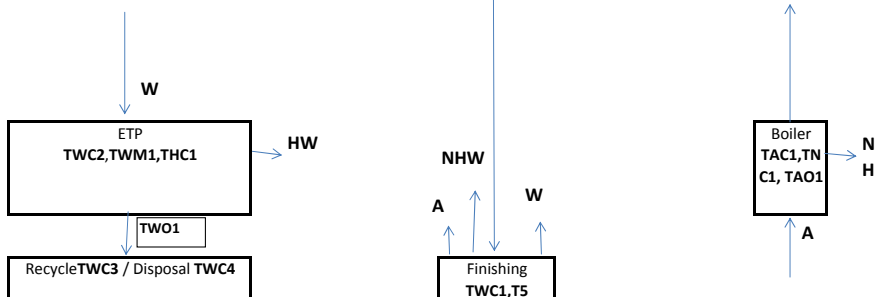 W
ETP
TWC2,TWM1,THC1
HW
TWO1
RecycleTWC3 / Disposal TWC4
NHW
A
W
Finishing
TWC1,T5
Boiler
TAC1,TN
C1, TAO1
N
H
A